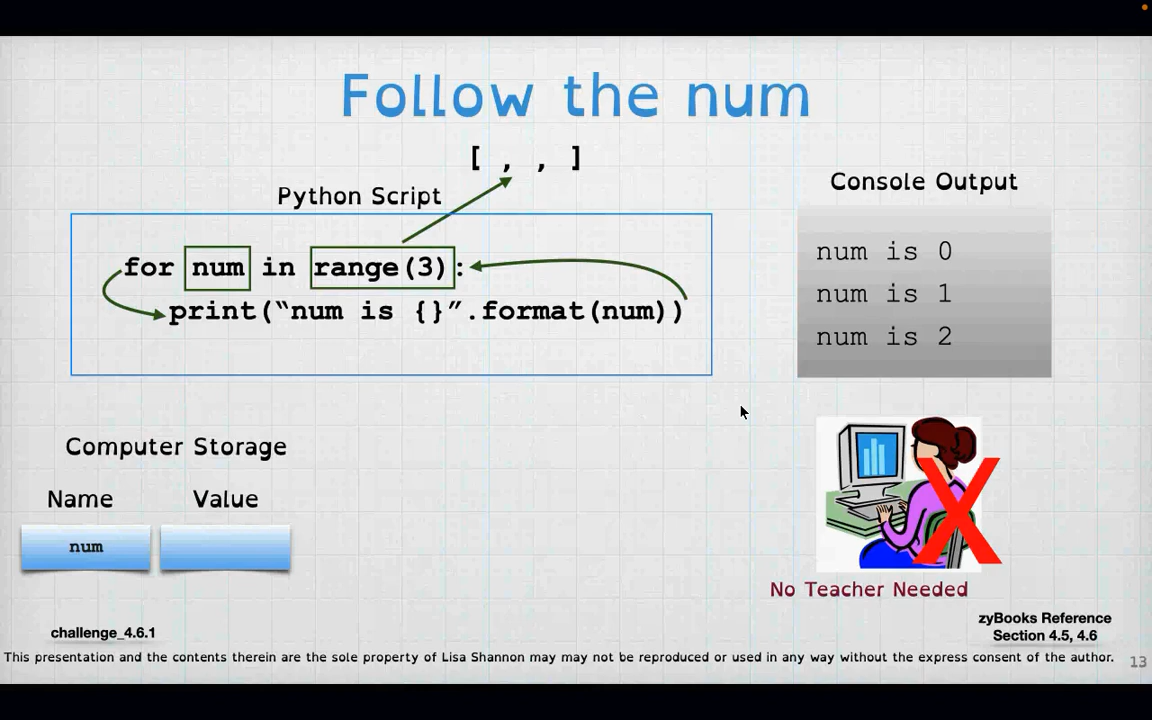 Follow the num
[ , , ]
Python Script
for num in range(3):
print(“num is {}”.format(num))
Console Output
num is 0
num is 1
num is 2
Computer Storage
Name Value
num
No Teacher Needed
challenge_4.6.1
zyBooks Reference
Section 4.5, 4.6
This presentation and the contents therein are the sole property of Lisa Shannon may may not be reproduced or used in any way without the express consent of the author.
13